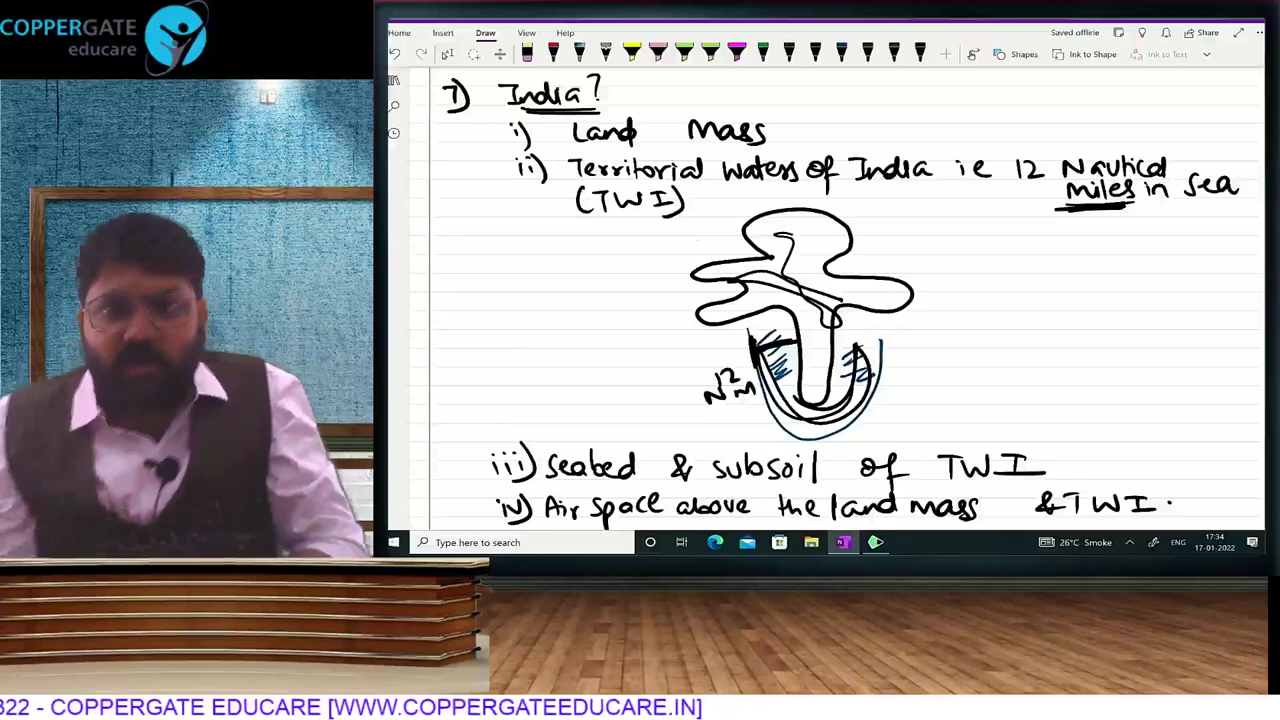 COPPERGATE
educare
Home Insert Draw View Help
Saved offline
Share
Shapes
Ink to Shape
Ink to Text
I) India?
i) Land Mass
ii) Territorial waters of India ie 12 Nautical
miles in sea
(TWI)
iii) Seabed & subsoil of TWI
iv) Air space above the land mass & TWI.
Type here to search
26°C Smoke
ENG
17:34
17-01-2022
322 - COPPERGATE EDUCARE [WWW.COPPERGATEEDUCARE.IN]